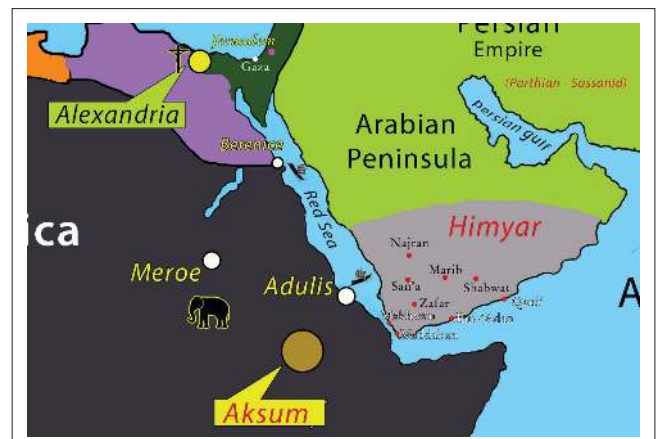 Persian
Empire
(Parthian - Sassanid)
Jerusalem
Gaza
Alexandria
Arabian
Peninsula
persian gulf
Berenice
Red Sea
ica
Himyar
Najran
Meroe
Adulis
San'a
Marib
Shabwat
Zafar
A
Aksum